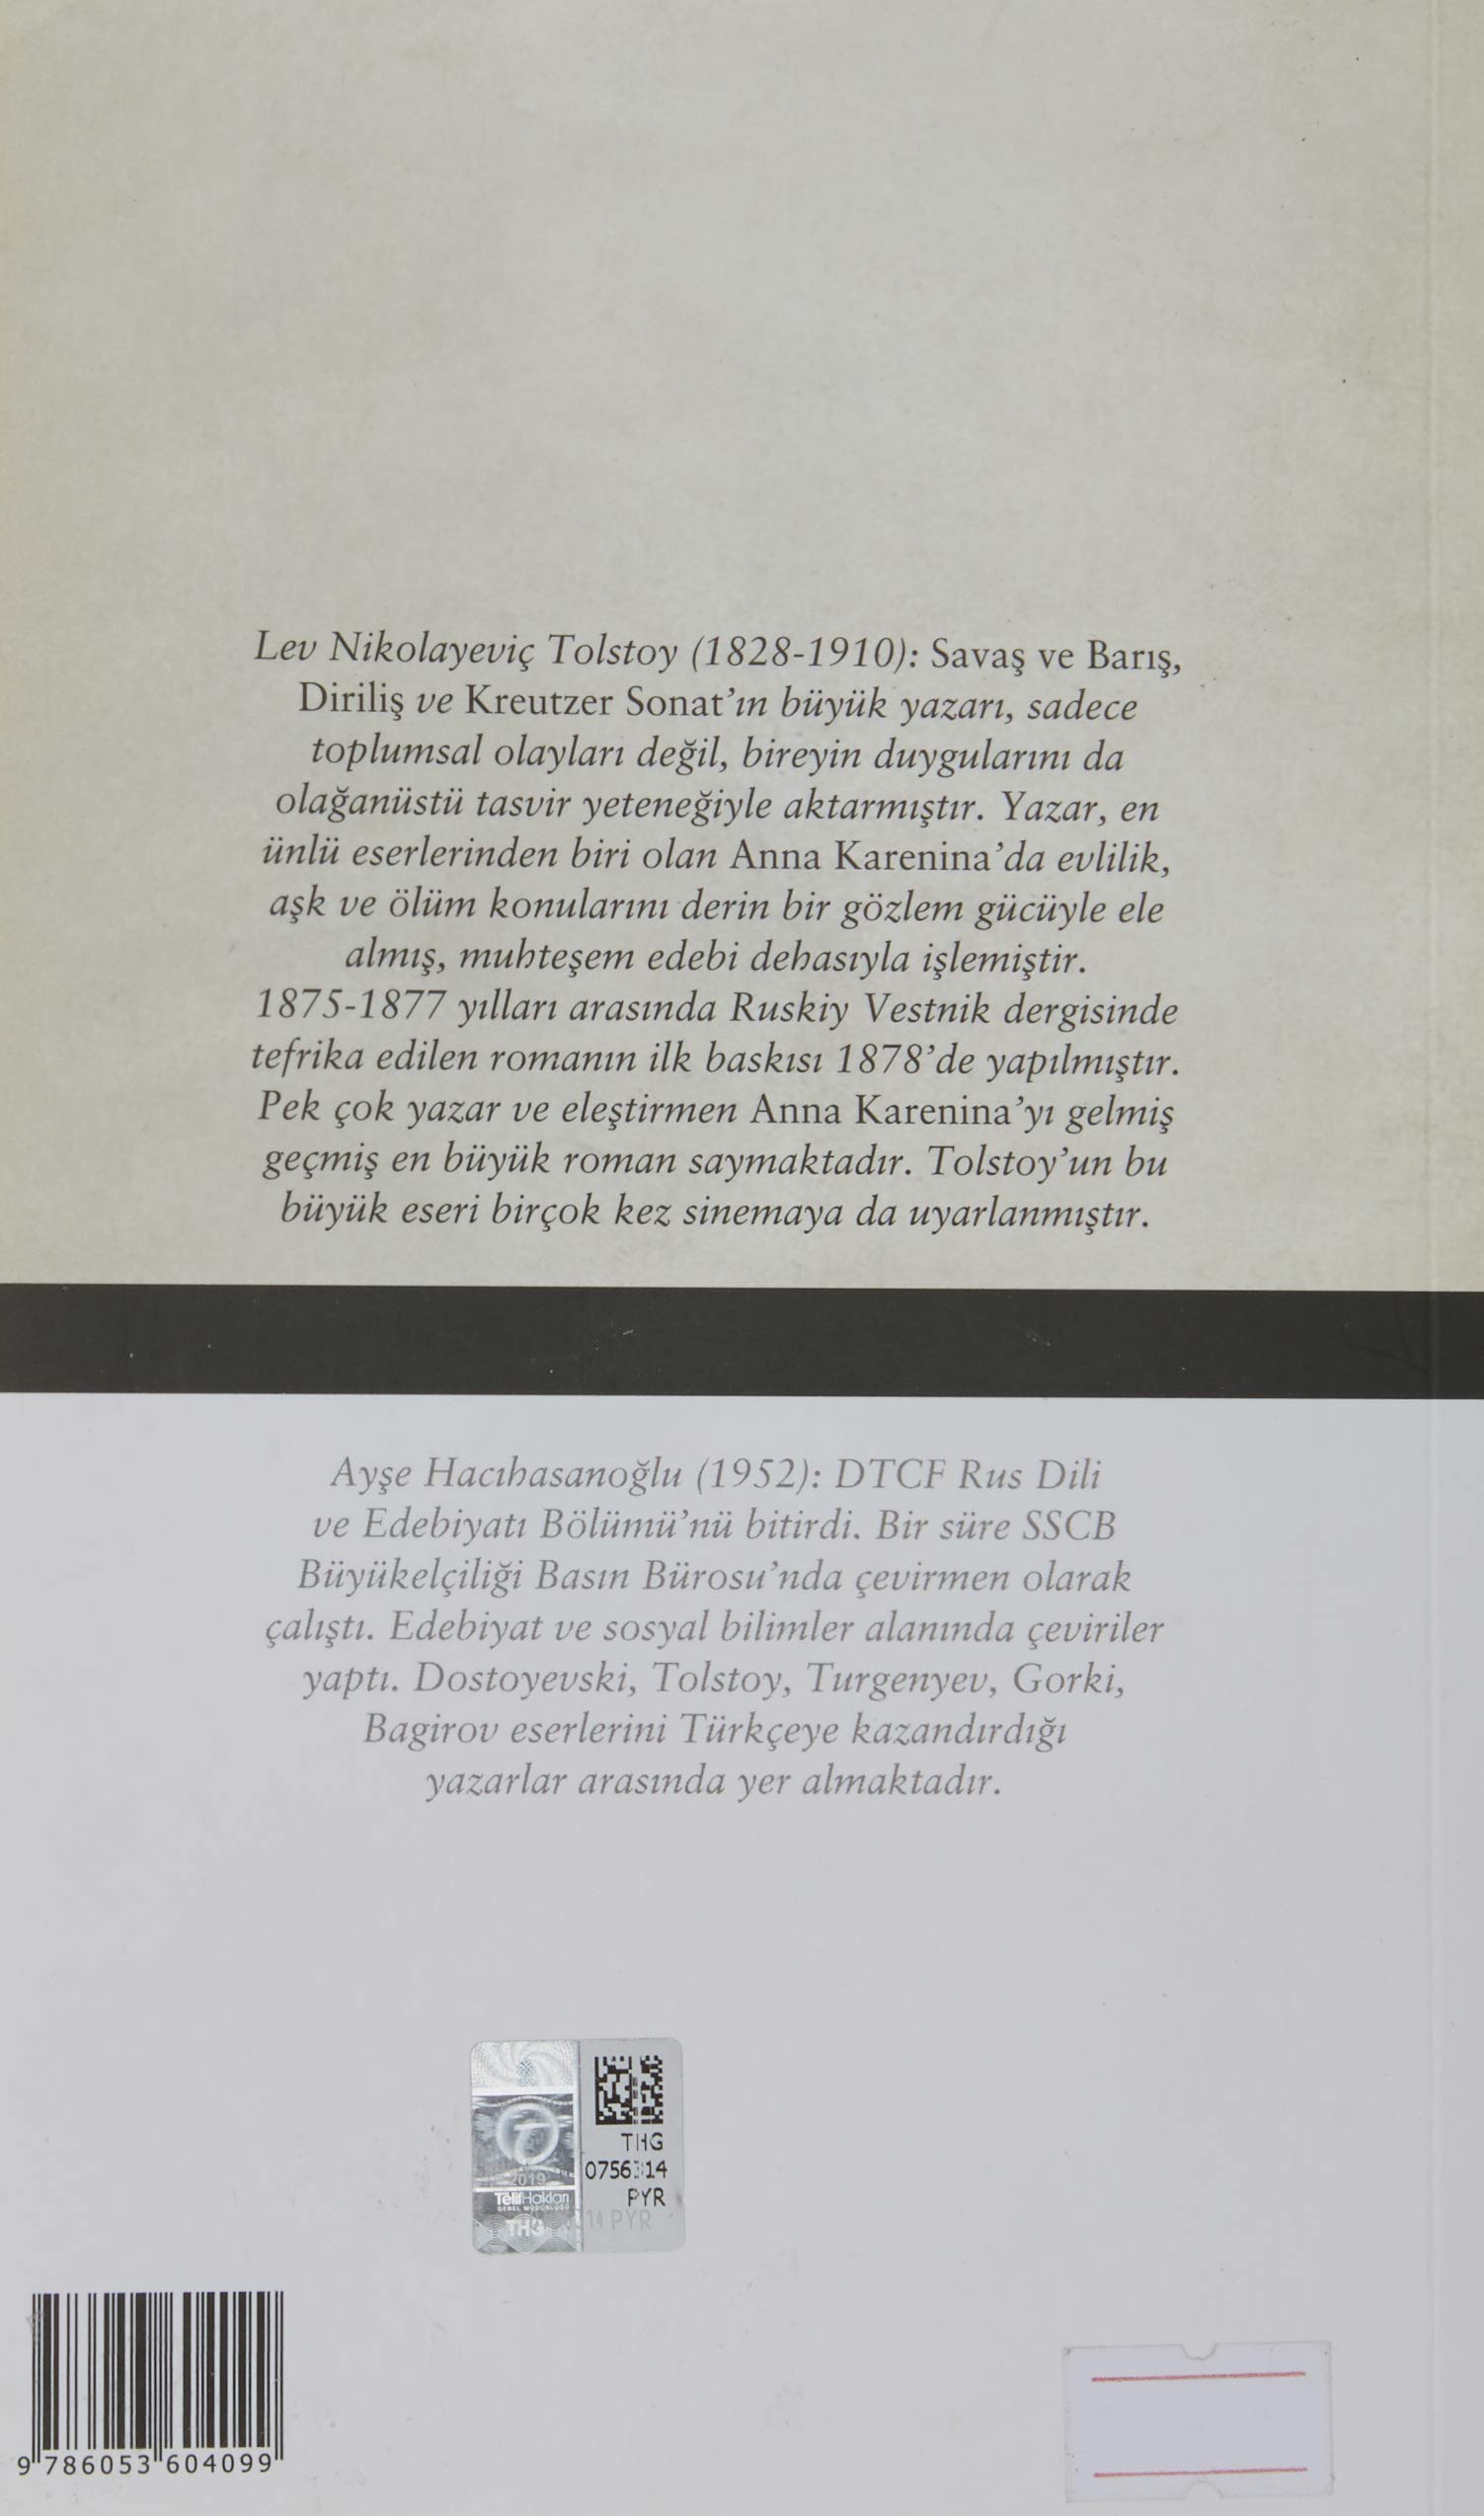 Lev Nikolayeviç Tolstoy (1828-1910): Savaş ve Barış,
Diriliş ve Kreutzer Sonat’ın büyük yazarı, sadece
toplumsal olayları değil, bireyin duygularını da
olağanüstü tasvir yeteneğiyle aktarmıştır. Yazar, en
ünlü eserlerinden biri olan Anna Karenina’da evlilik,
aşk ve ölüm konularını derin bir gözlem gücüyle ele
almış, muhteşem edebi dehasıyla işlemiştir.
1875-1877 yılları arasında Ruskiy Vestnik dergisinde
tefrika edilen romanın ilk baskısı 1878’de yapılmıştır.
Pek çok yazar ve eleştirmen Anna Karenina’yı gelmiş
geçmiş en büyük roman saymaktadır. Tolstoy’un bu
büyük eseri birçok kez sinemaya da uyarlanmıştır.
Ayşe Hacıhasanoğlu (1952): DTCF Rus Dili
ve Edebiyatı Bölümü’nü bitirdi. Bir süre SSCB
Büyükelçiliği Basın Bürosu’nda çevirmen olarak
çalıştı. Edebiyat ve sosyal bilimler alanında çeviriler
yaptı. Dostoyevski, Tolstoy, Turgenyev, Gorki,
Bagirov eserlerini Türkçeye kazandırdığı
yazarlar arasında yer almaktadır.
THG
PYR
2019
Telif Hakları
GENEL MÜDÜRLÜĞÜ
THG
14 PYR
9 786053 604099